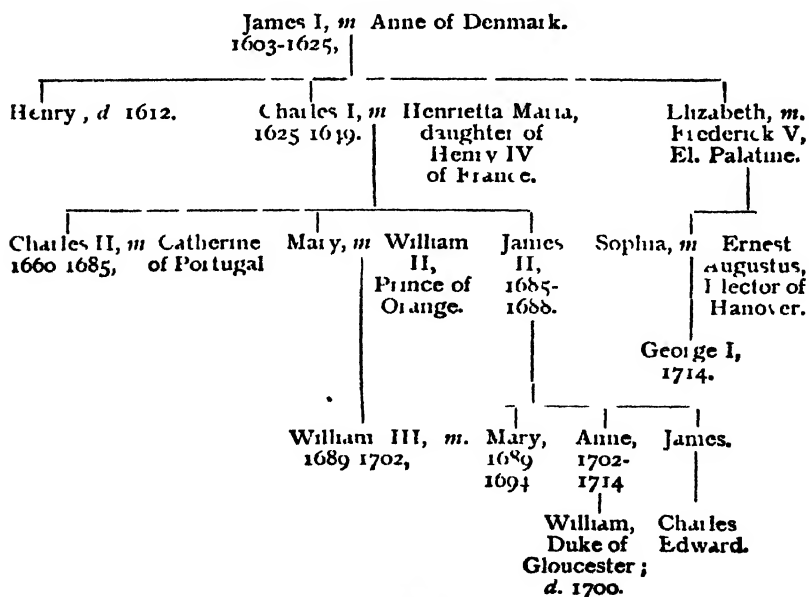 James I, m Anne of Denmark.
1603-1625,
Henry, d 1612. Charles I, m Henrietta Maria, Elizabeth, m.
1625 1649. daughter of Frederick V,
Henry IV El. Palatine.
of France.
Charles II, m Catherine Mary, m William James Sophia, m Ernest
1660 1685, of Portugal II, II, Augustus,
Prince of 1685- Elector of
Orange. 1688. Hanover.
George I,
1714.
William III, m. Mary, Anne, James.
1689 1702, 1689 1702-
1694 1714
William, Charles
Duke of Edward.
Gloucester;
d. 1700.